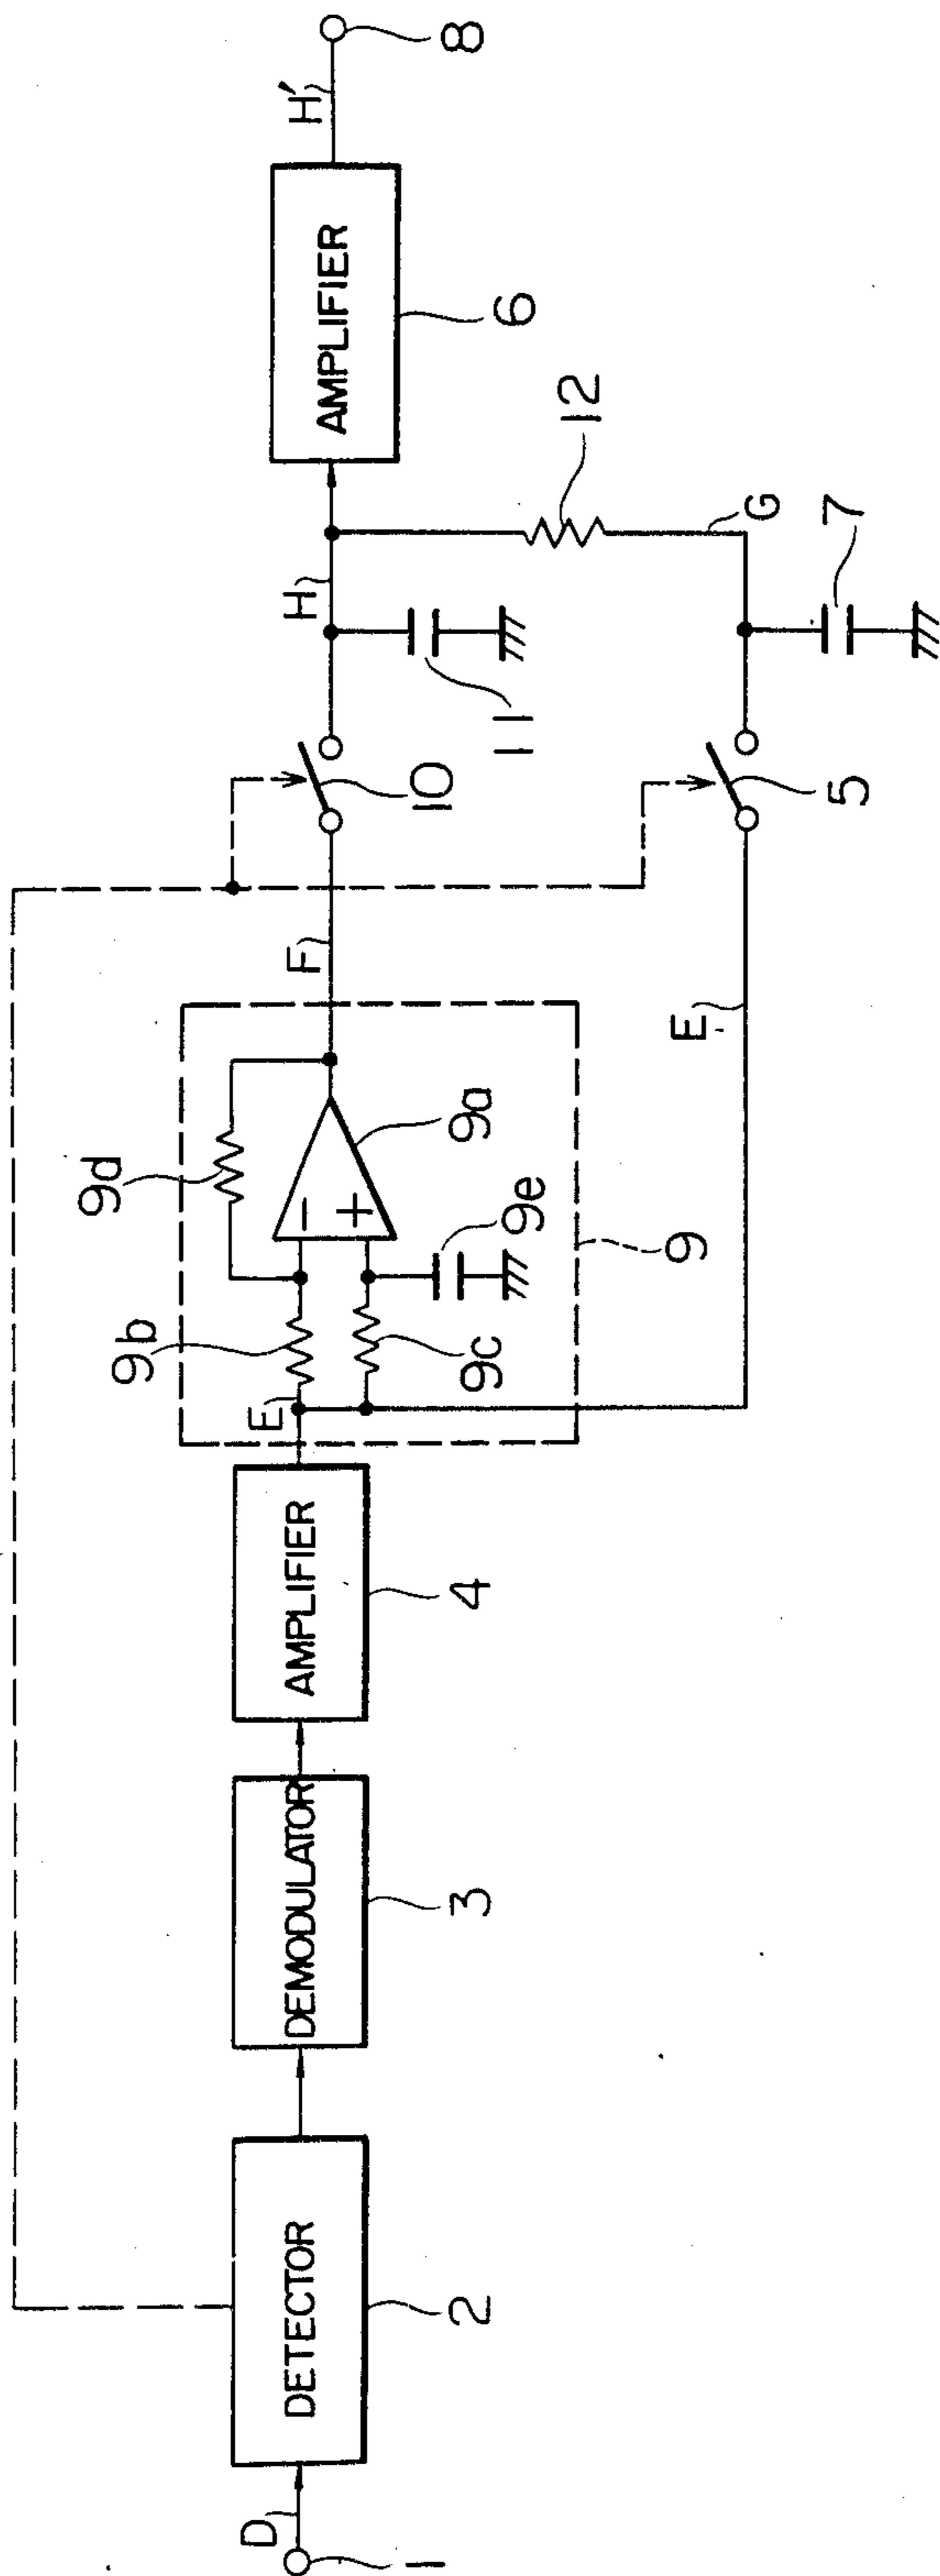 D
1
DETECTOR
2
DEMODULATOR
3
AMPLIFIER
4
E
9b
9c
9d
−
+
9a
9e
9
F
E
10
5
11
H
7
G
12
AMPLIFIER
6
H'
8